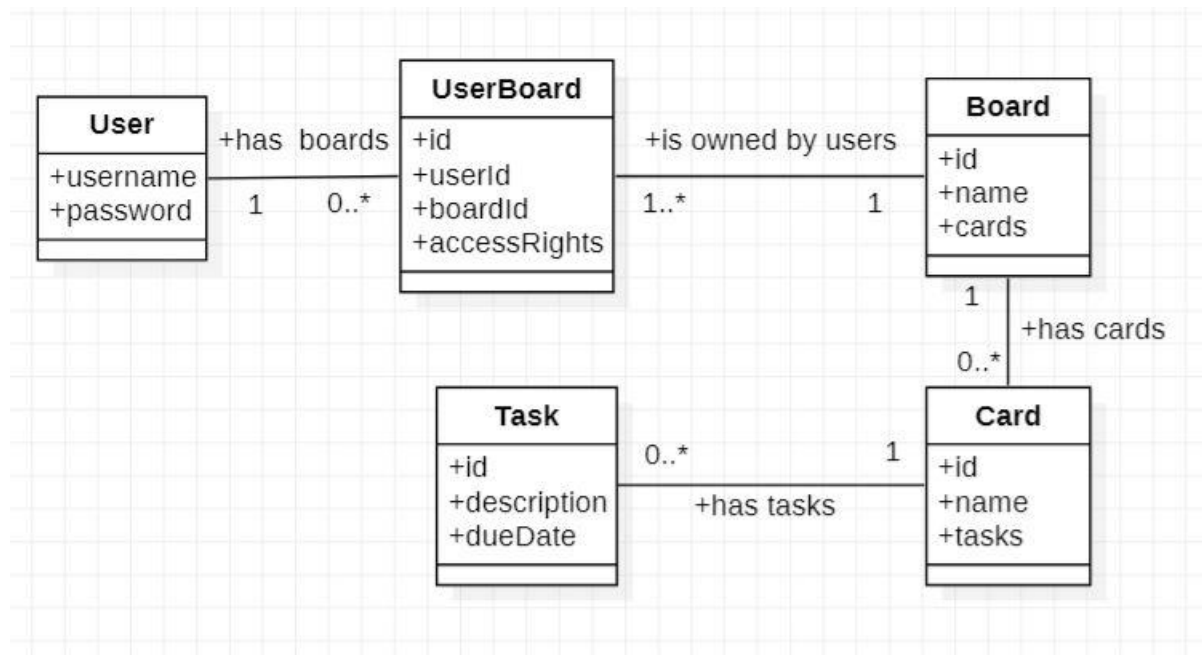 User
+username
+password
+has boards
1
0..*
UserBoard
+id
+userId
+boardId
+accessRights
+is owned by users
1..*
1
Board
+id
+name
+cards
1
+has cards
0..*
Task
+id
+description
+dueDate
0..*
1
+has tasks
Card
+id
+name
+tasks